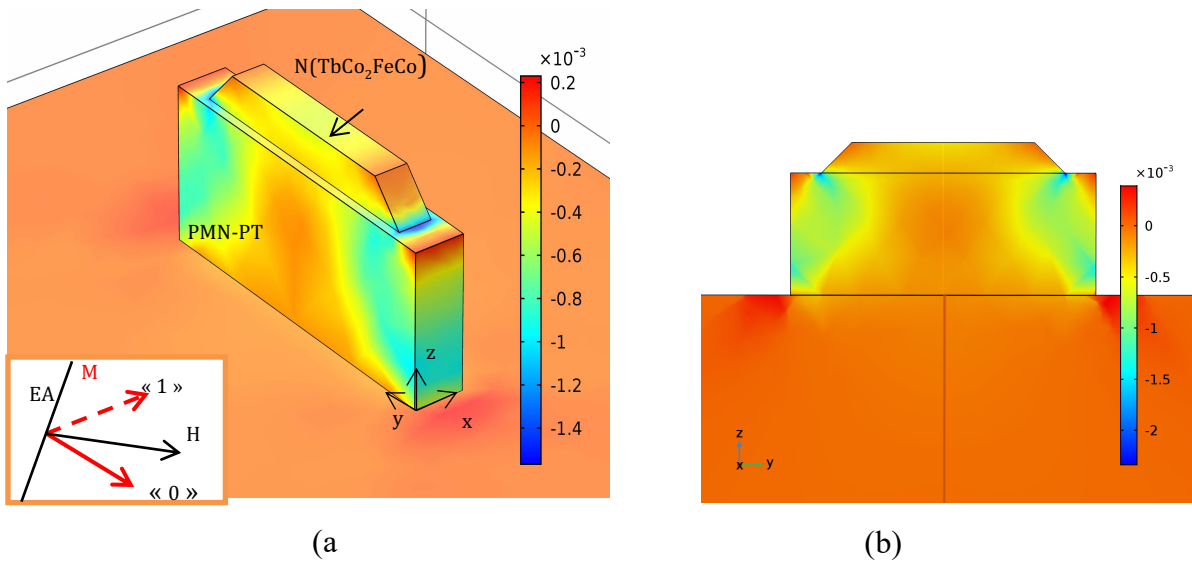 N(TbCo₂FeCo)
×10⁻³
0.2
0
-0.2
-0.4
-0.6
-0.8
-1
-1.2
-1.4
PMN-PT
z
y
x
EA
M
« 1 »
H
« 0 »
(a
×10⁻³
0
-0.5
-1
-1.5
-2
z
x
y
(b)